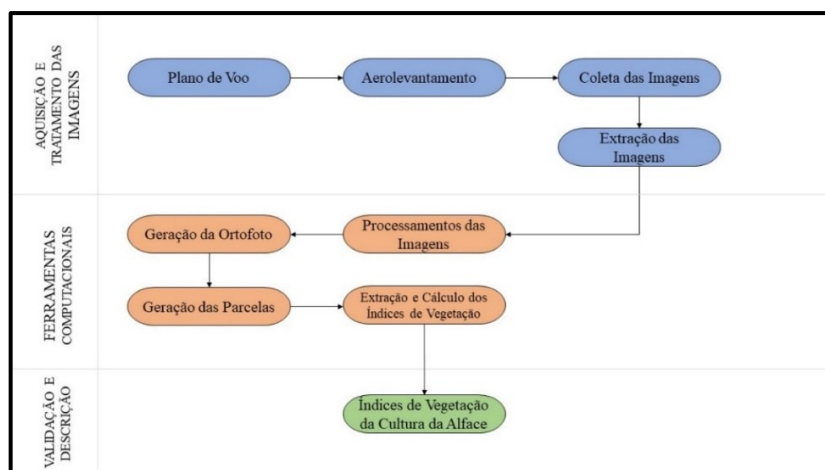 AQUISIÇÃO E
TRATAMENTO DAS
IMAGENS
Plano de Voo
Aerolevantamento
Coleta das Imagens
Extração das
Imagens
FERRAMENTAS
COMPUTACIONAIS
Geração da Ortofoto
Processamentos das
Imagens
Geração das Parcelas
Extração e Cálculo dos
Índices de Vegetação
VALIDAÇÃO E
DESCRIÇÃO
Índices de Vegetação
da Cultura da Alface